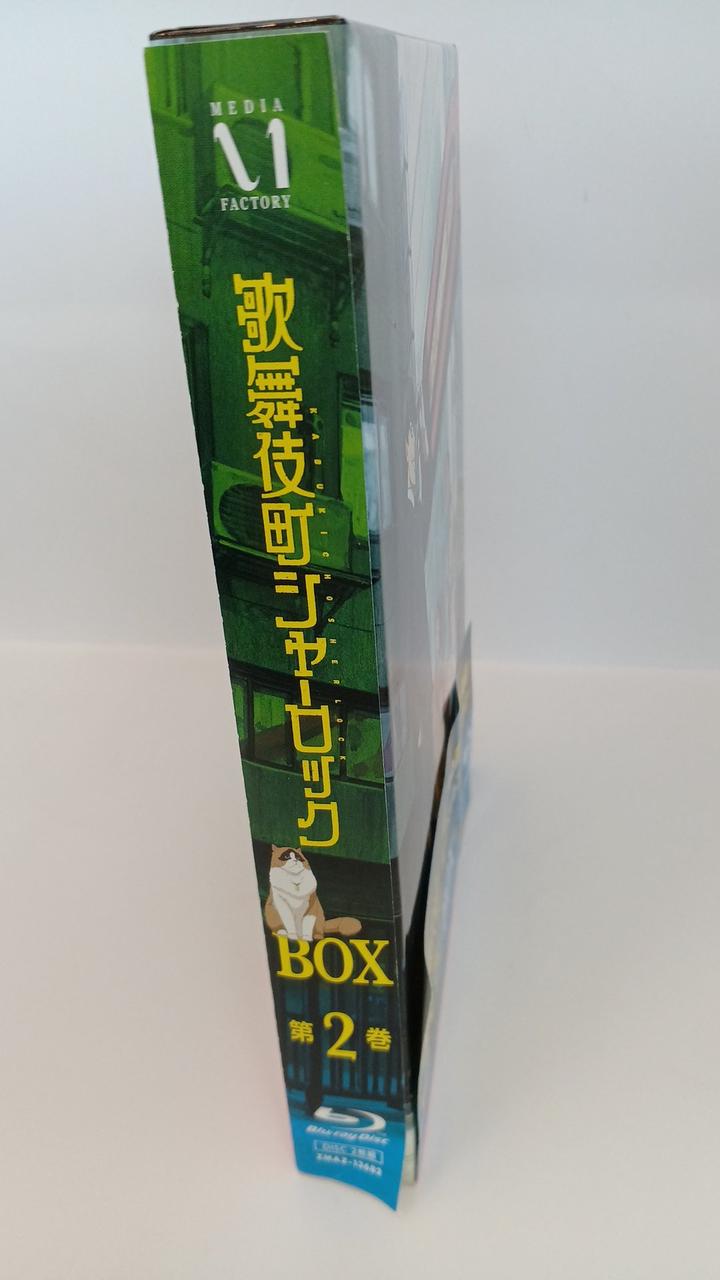 MEDIA
FACTORY
歌舞伎町シャーロック
KABUKICHO SHERLOCK
BOX
第2巻
Blu-ray Disc
DISC 2枚組